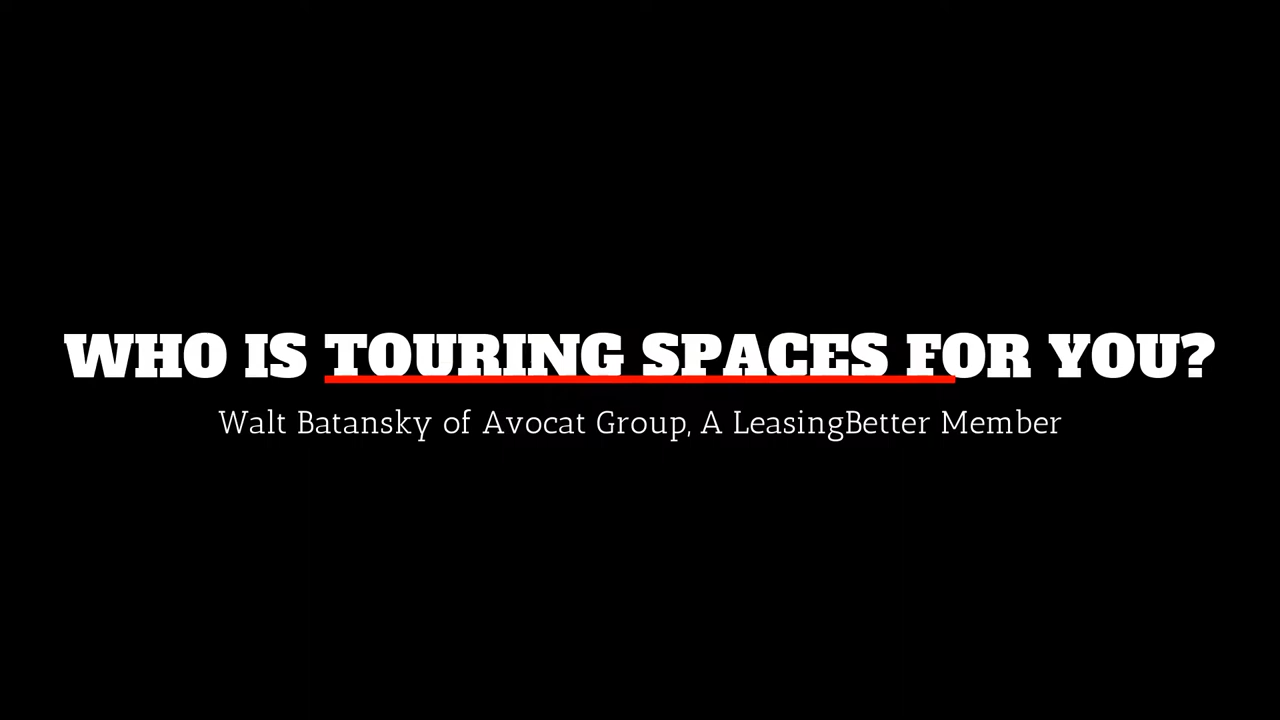 WHO IS TOURING SPACES FOR YOU?
Walt Batansky of Avocat Group, A LeasingBetter Member